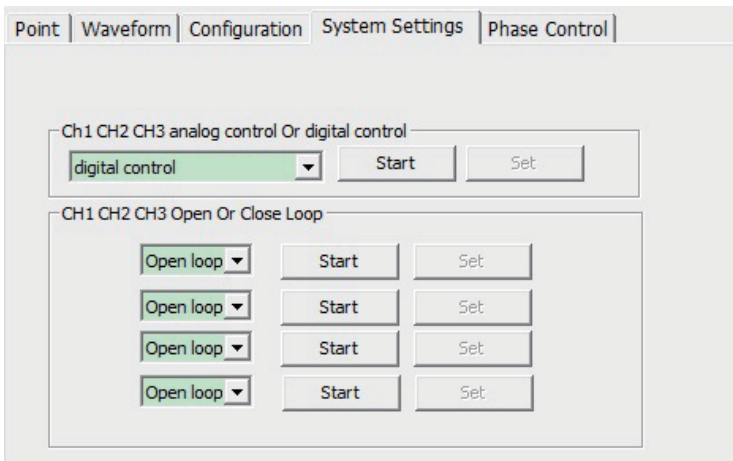 Point Waveform Configuration System Settings Phase Control
Ch1 CH2 CH3 analog control Or digital control
digital control Start Set
CH1 CH2 CH3 Open Or Close Loop
Open loop Start Set
Open loop Start Set
Open loop Start Set
Open loop Start Set